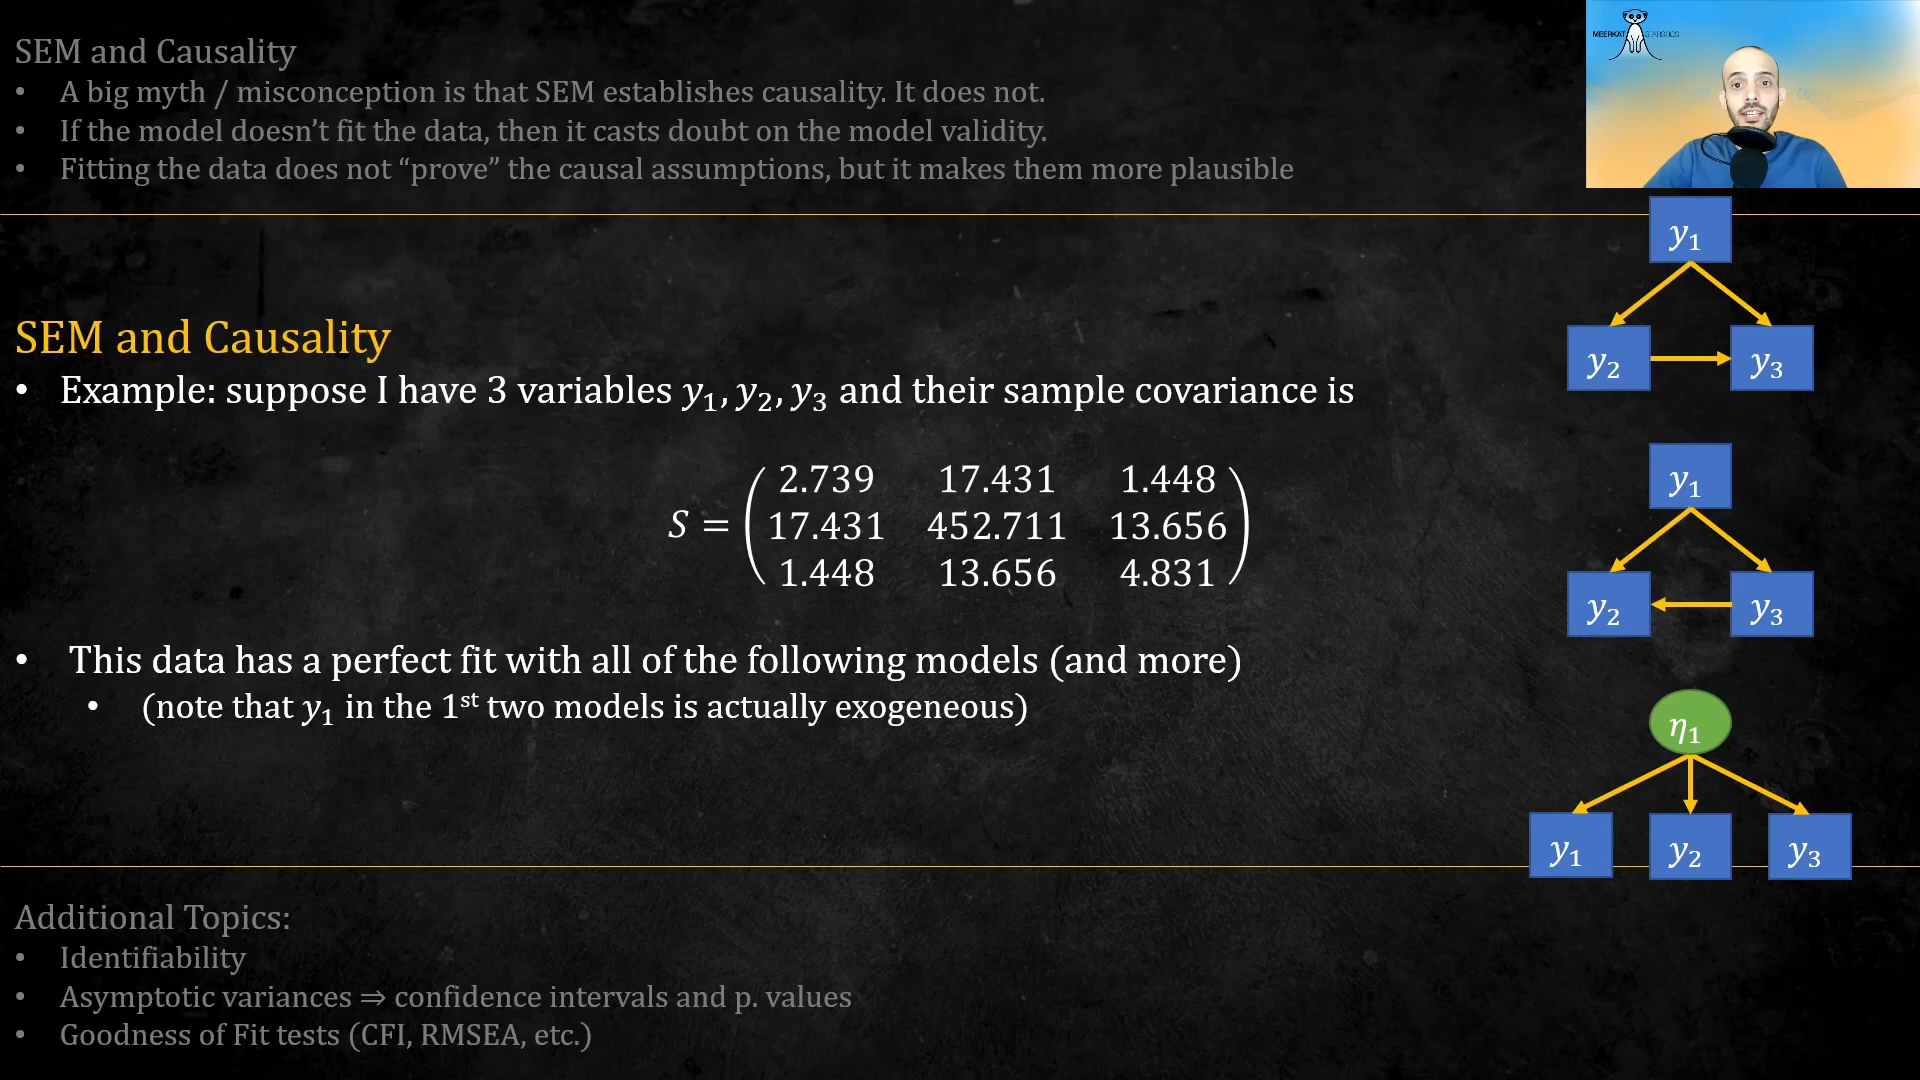 SEM and Causality
• A big myth / misconception is that SEM establishes causality. It does not.
• If the model doesn’t fit the data, then it casts doubt on the model validity.
• Fitting the data does not “prove” the causal assumptions, but it makes them more plausible
MEERKAT STATISTICS
y₁
y₂ y₃
SEM and Causality
• Example: suppose I have 3 variables y₁, y₂, y₃ and their sample covariance is
S = (2.739 17.431 1.448
17.431 452.711 13.656
1.448 13.656 4.831)
y₁
y₂ y₃
• This data has a perfect fit with all of the following models (and more)
• (note that y₁ in the 1ˢᵗ two models is actually exogeneous)
η₁
y₁ y₂ y₃
Additional Topics:
• Identifiability
• Asymptotic variances ⇒ confidence intervals and p. values
• Goodness of Fit tests (CFI, RMSEA, etc.)